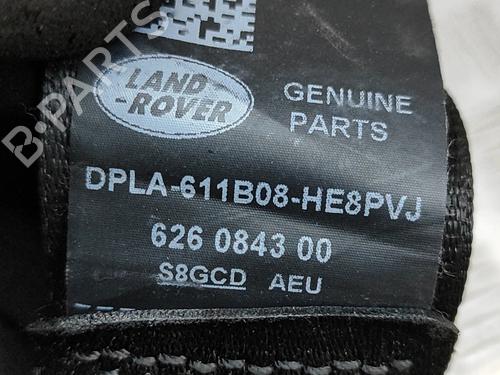 LAND
-ROVER
GENUINE
PARTS
DPLA-611B08-HE8PVJ
626 0843 00
S8GCD AEU
B-PARTS